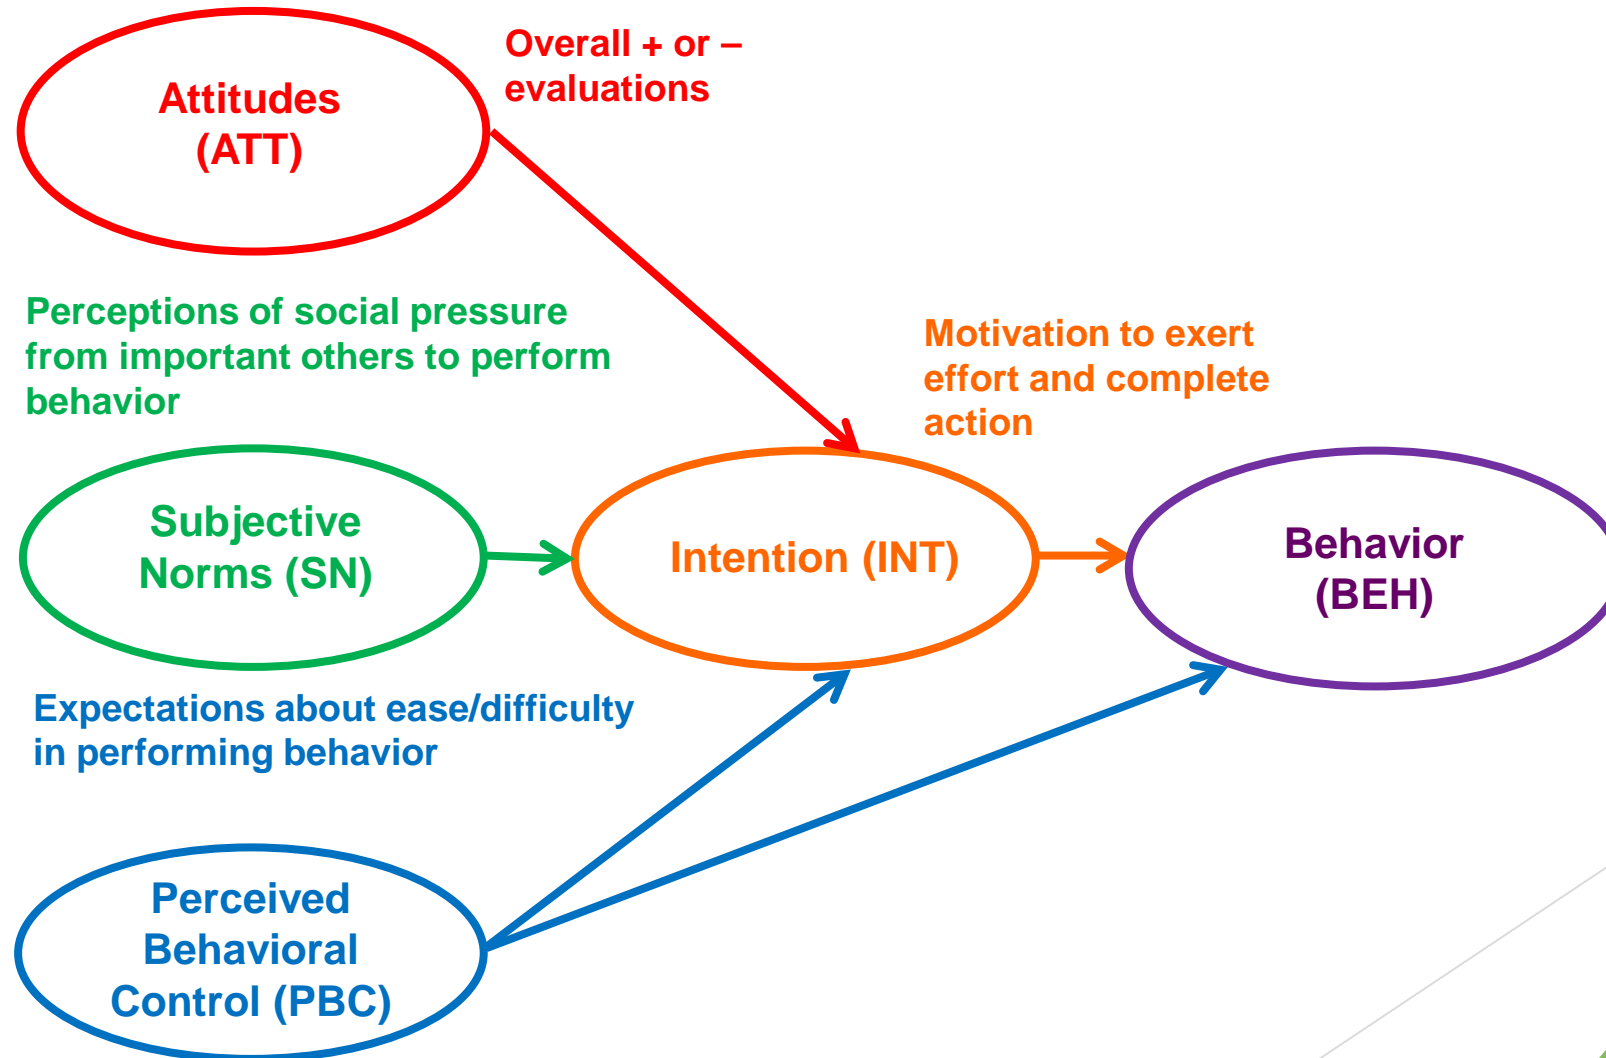 Attitudes
(ATT)
Overall + or –
evaluations
Perceptions of social pressure
from important others to perform
behavior
Motivation to exert
effort and complete
action
Subjective
Norms (SN)
Intention (INT)
Behavior
(BEH)
Expectations about ease/difficulty
in performing behavior
Perceived
Behavioral
Control (PBC)